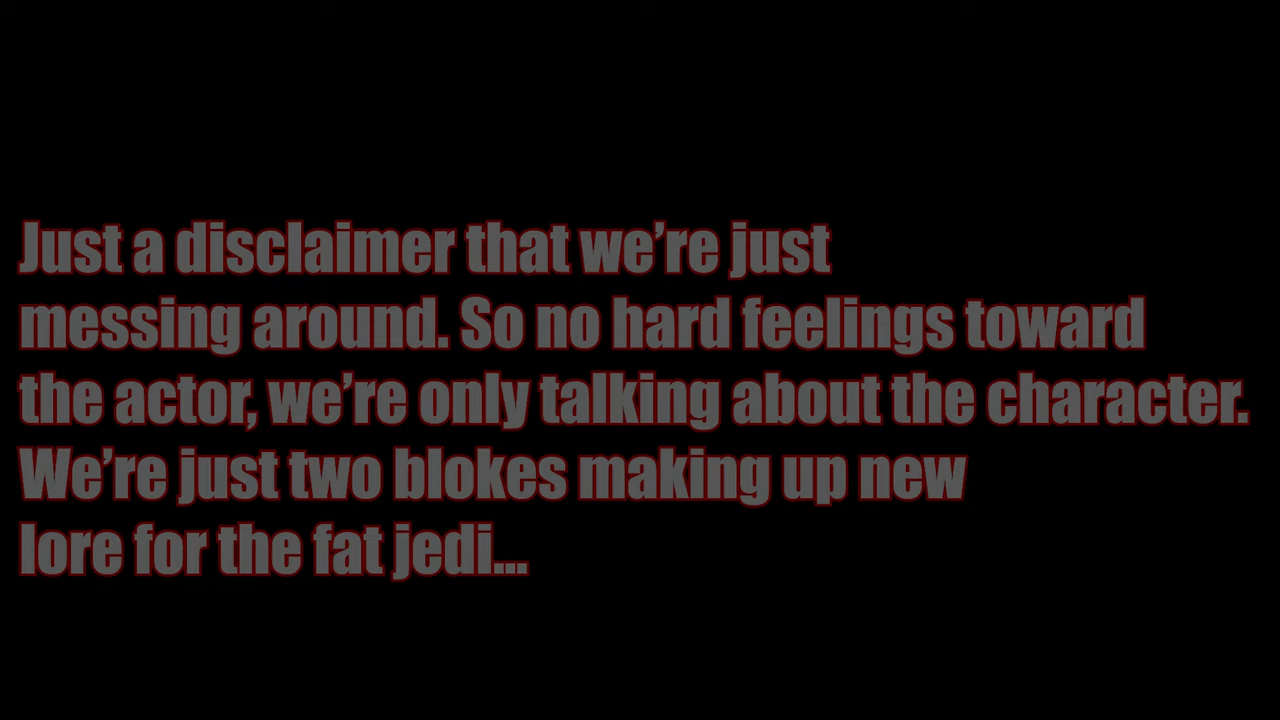 Just a disclaimer that we’re just
messing around. So no hard feelings toward
the actor, we’re only talking about the character.
We’re just two blokes making up new
lore for the fat jedi...